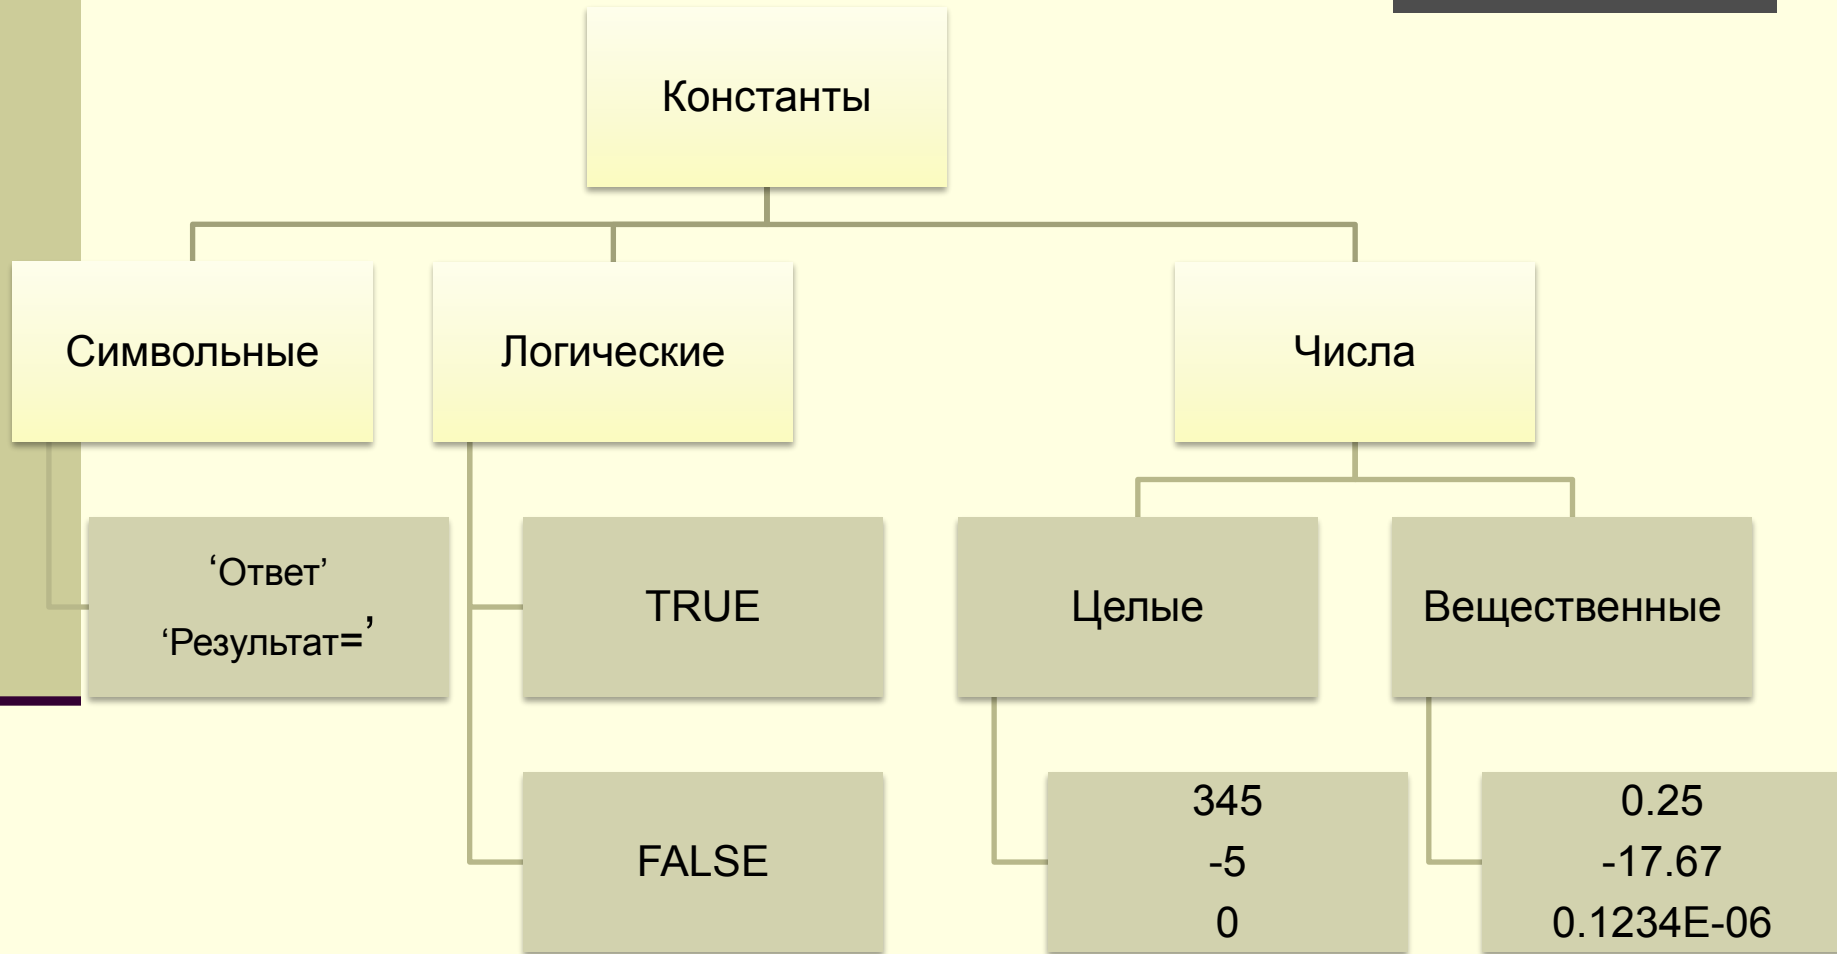 Константы
Символьные
Логические
Числа
‘Ответ’
‘Результат=’
TRUE
Целые
Вещественные
FALSE
345
-5
0
0.25
-17.67
0.1234E-06